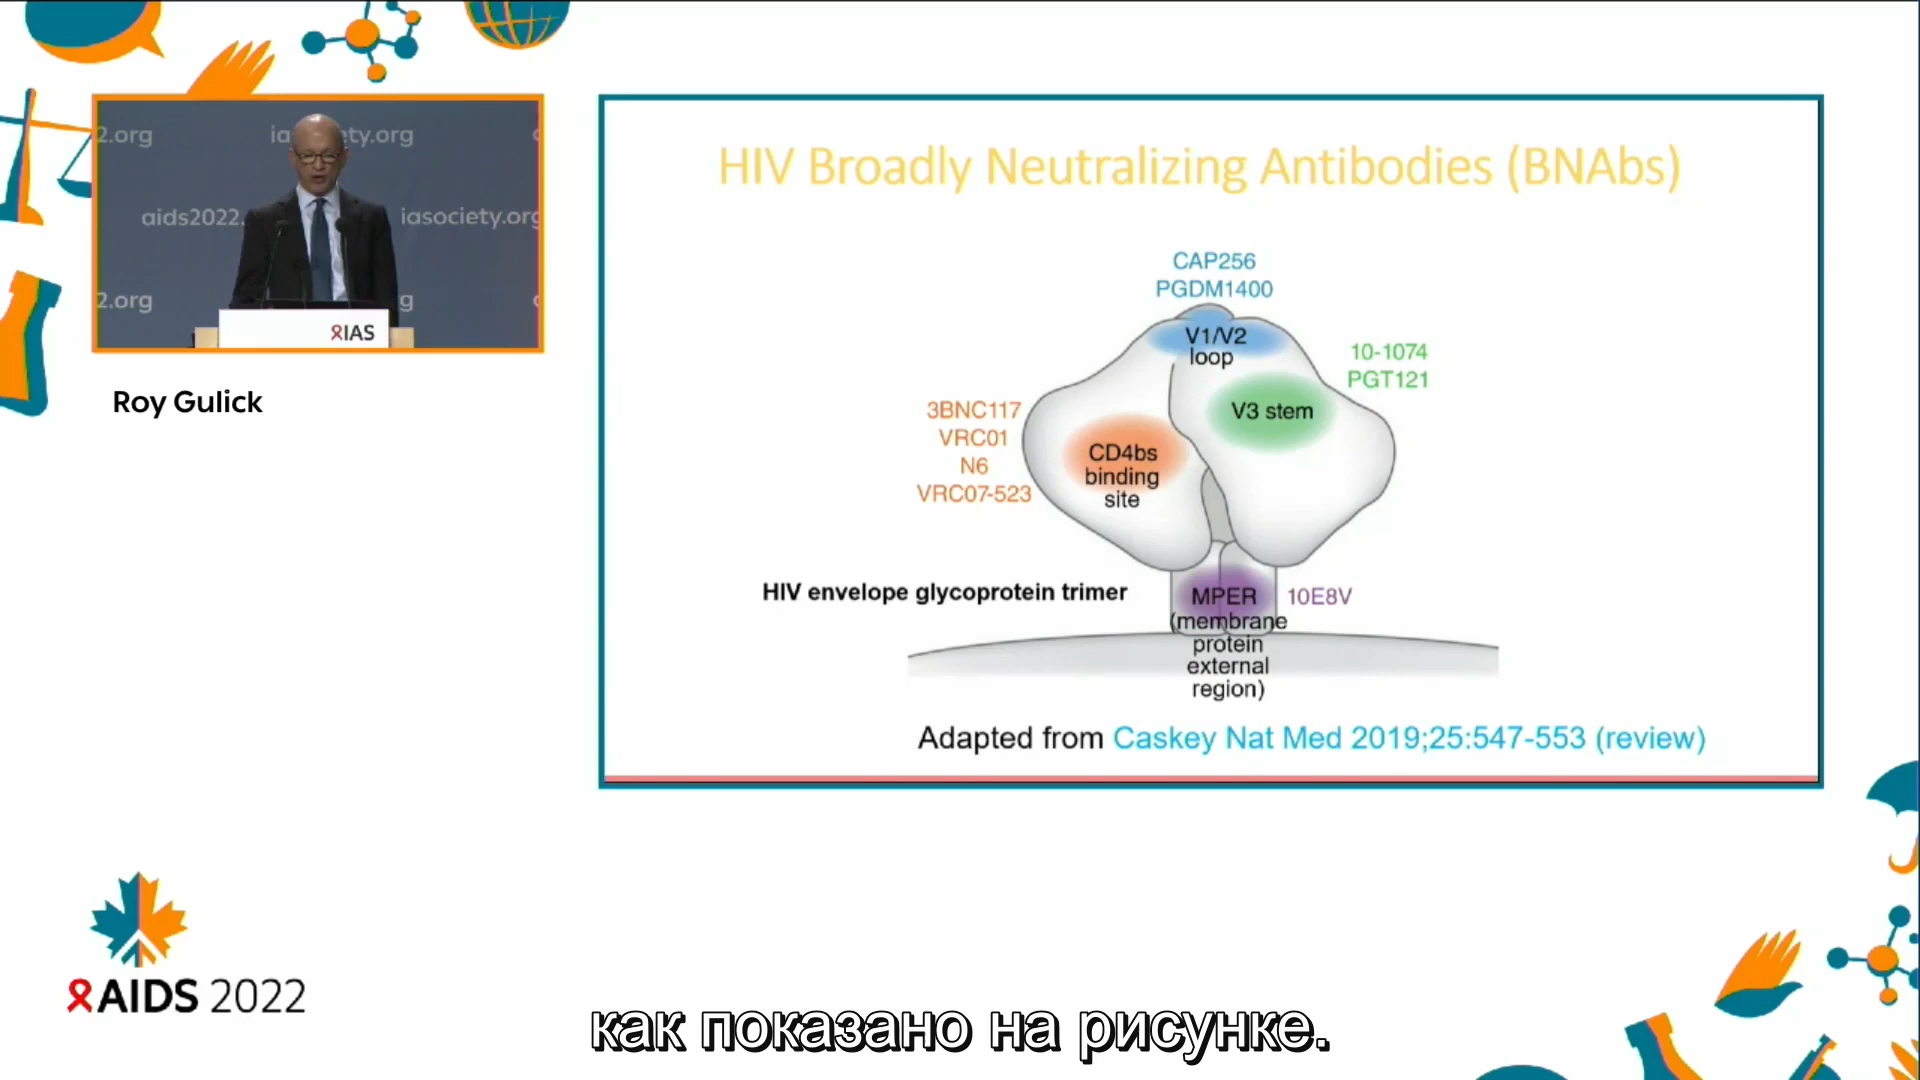 2.org
iasociety.org
aids2022.
iasociety.org
2.org
g
IAS
Roy Gulick
HIV Broadly Neutralizing Antibodies (BNAbs)
CAP256
PGDM1400
V1/V2
loop
10-1074
PGT121
V3 stem
3BNC117
VRC01
N6
VRC07-523
CD4bs
binding
site
HIV envelope glycoprotein trimer
MPER
10E8V
(membrane
protein
external
region)
Adapted from Caskey Nat Med 2019;25:547-553 (review)
AIDS 2022
как показано на рисунке.